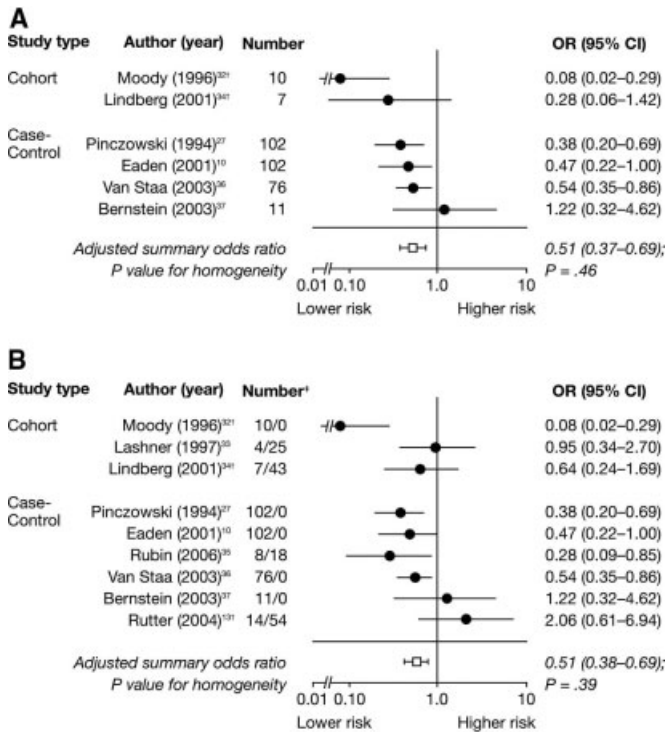 A
Study type Author (year) Number OR (95% CI)
Cohort Moody (1996)³²† 10 0.08 (0.02–0.29)
Lindberg (2001)³⁴† 7 0.28 (0.06–1.42)
Case-
Control Pinczowski (1994)²⁷ 102 0.38 (0.20–0.69)
Eaden (2001)¹⁰ 102 0.47 (0.22–1.00)
Van Staa (2003)³⁶ 76 0.54 (0.35–0.86)
Bernstein (2003)³⁷ 11 1.22 (0.32–4.62)
Adjusted summary odds ratio 0.51 (0.37–0.69);
P value for homogeneity P = .46
0.01 0.10 1.0 10
Lower risk Higher risk
B
Study type Author (year) Number‡ OR (95% CI)
Cohort Moody (1996)³²† 10/0 0.08 (0.02–0.29)
Lashner (1997)³³ 4/25 0.95 (0.34–2.70)
Lindberg (2001)³⁴† 7/43 0.64 (0.24–1.69)
Case-
Control Pinczowski (1994)²⁷ 102/0 0.38 (0.20–0.69)
Eaden (2001)¹⁰ 102/0 0.47 (0.22–1.00)
Rubin (2006)³⁵ 8/18 0.28 (0.09–0.85)
Van Staa (2003)³⁶ 76/0 0.54 (0.35–0.86)
Bernstein (2003)³⁷ 11/0 1.22 (0.32–4.62)
Rutter (2004)¹³† 14/54 2.06 (0.61–6.94)
Adjusted summary odds ratio 0.51 (0.38–0.69);
P value for homogeneity P = .39
0.01 0.10 1.0 10
Lower risk Higher risk